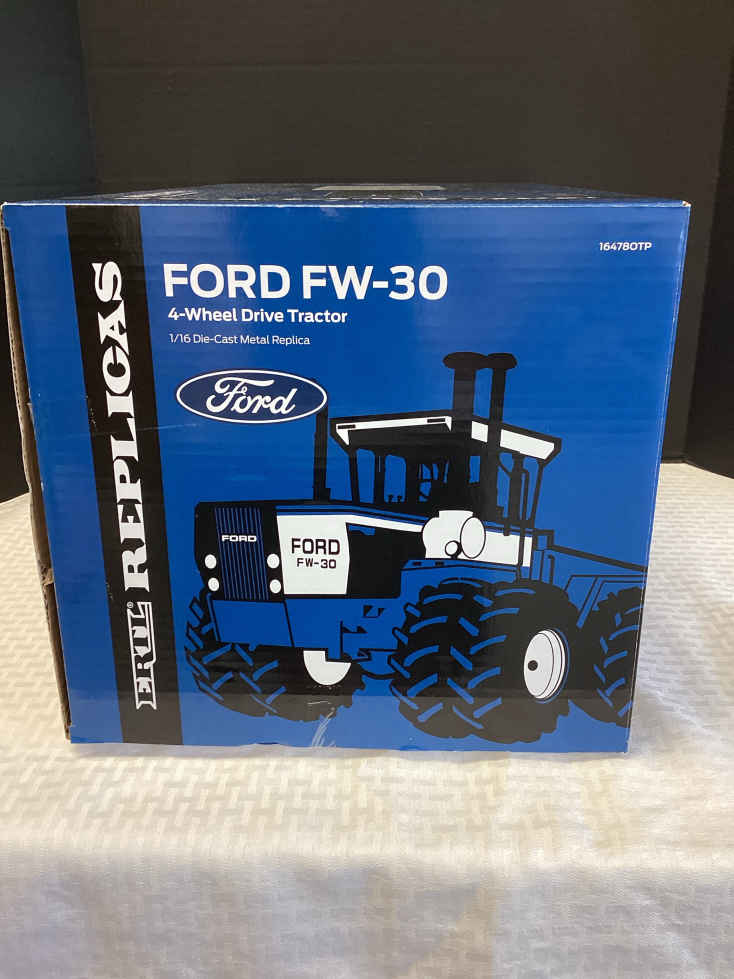 16478OTP
FORD FW-30
4-Wheel Drive Tractor
1/16 Die-Cast Metal Replica
Ford
FORD
FORD
FW-30
ERTL® REPLICAS